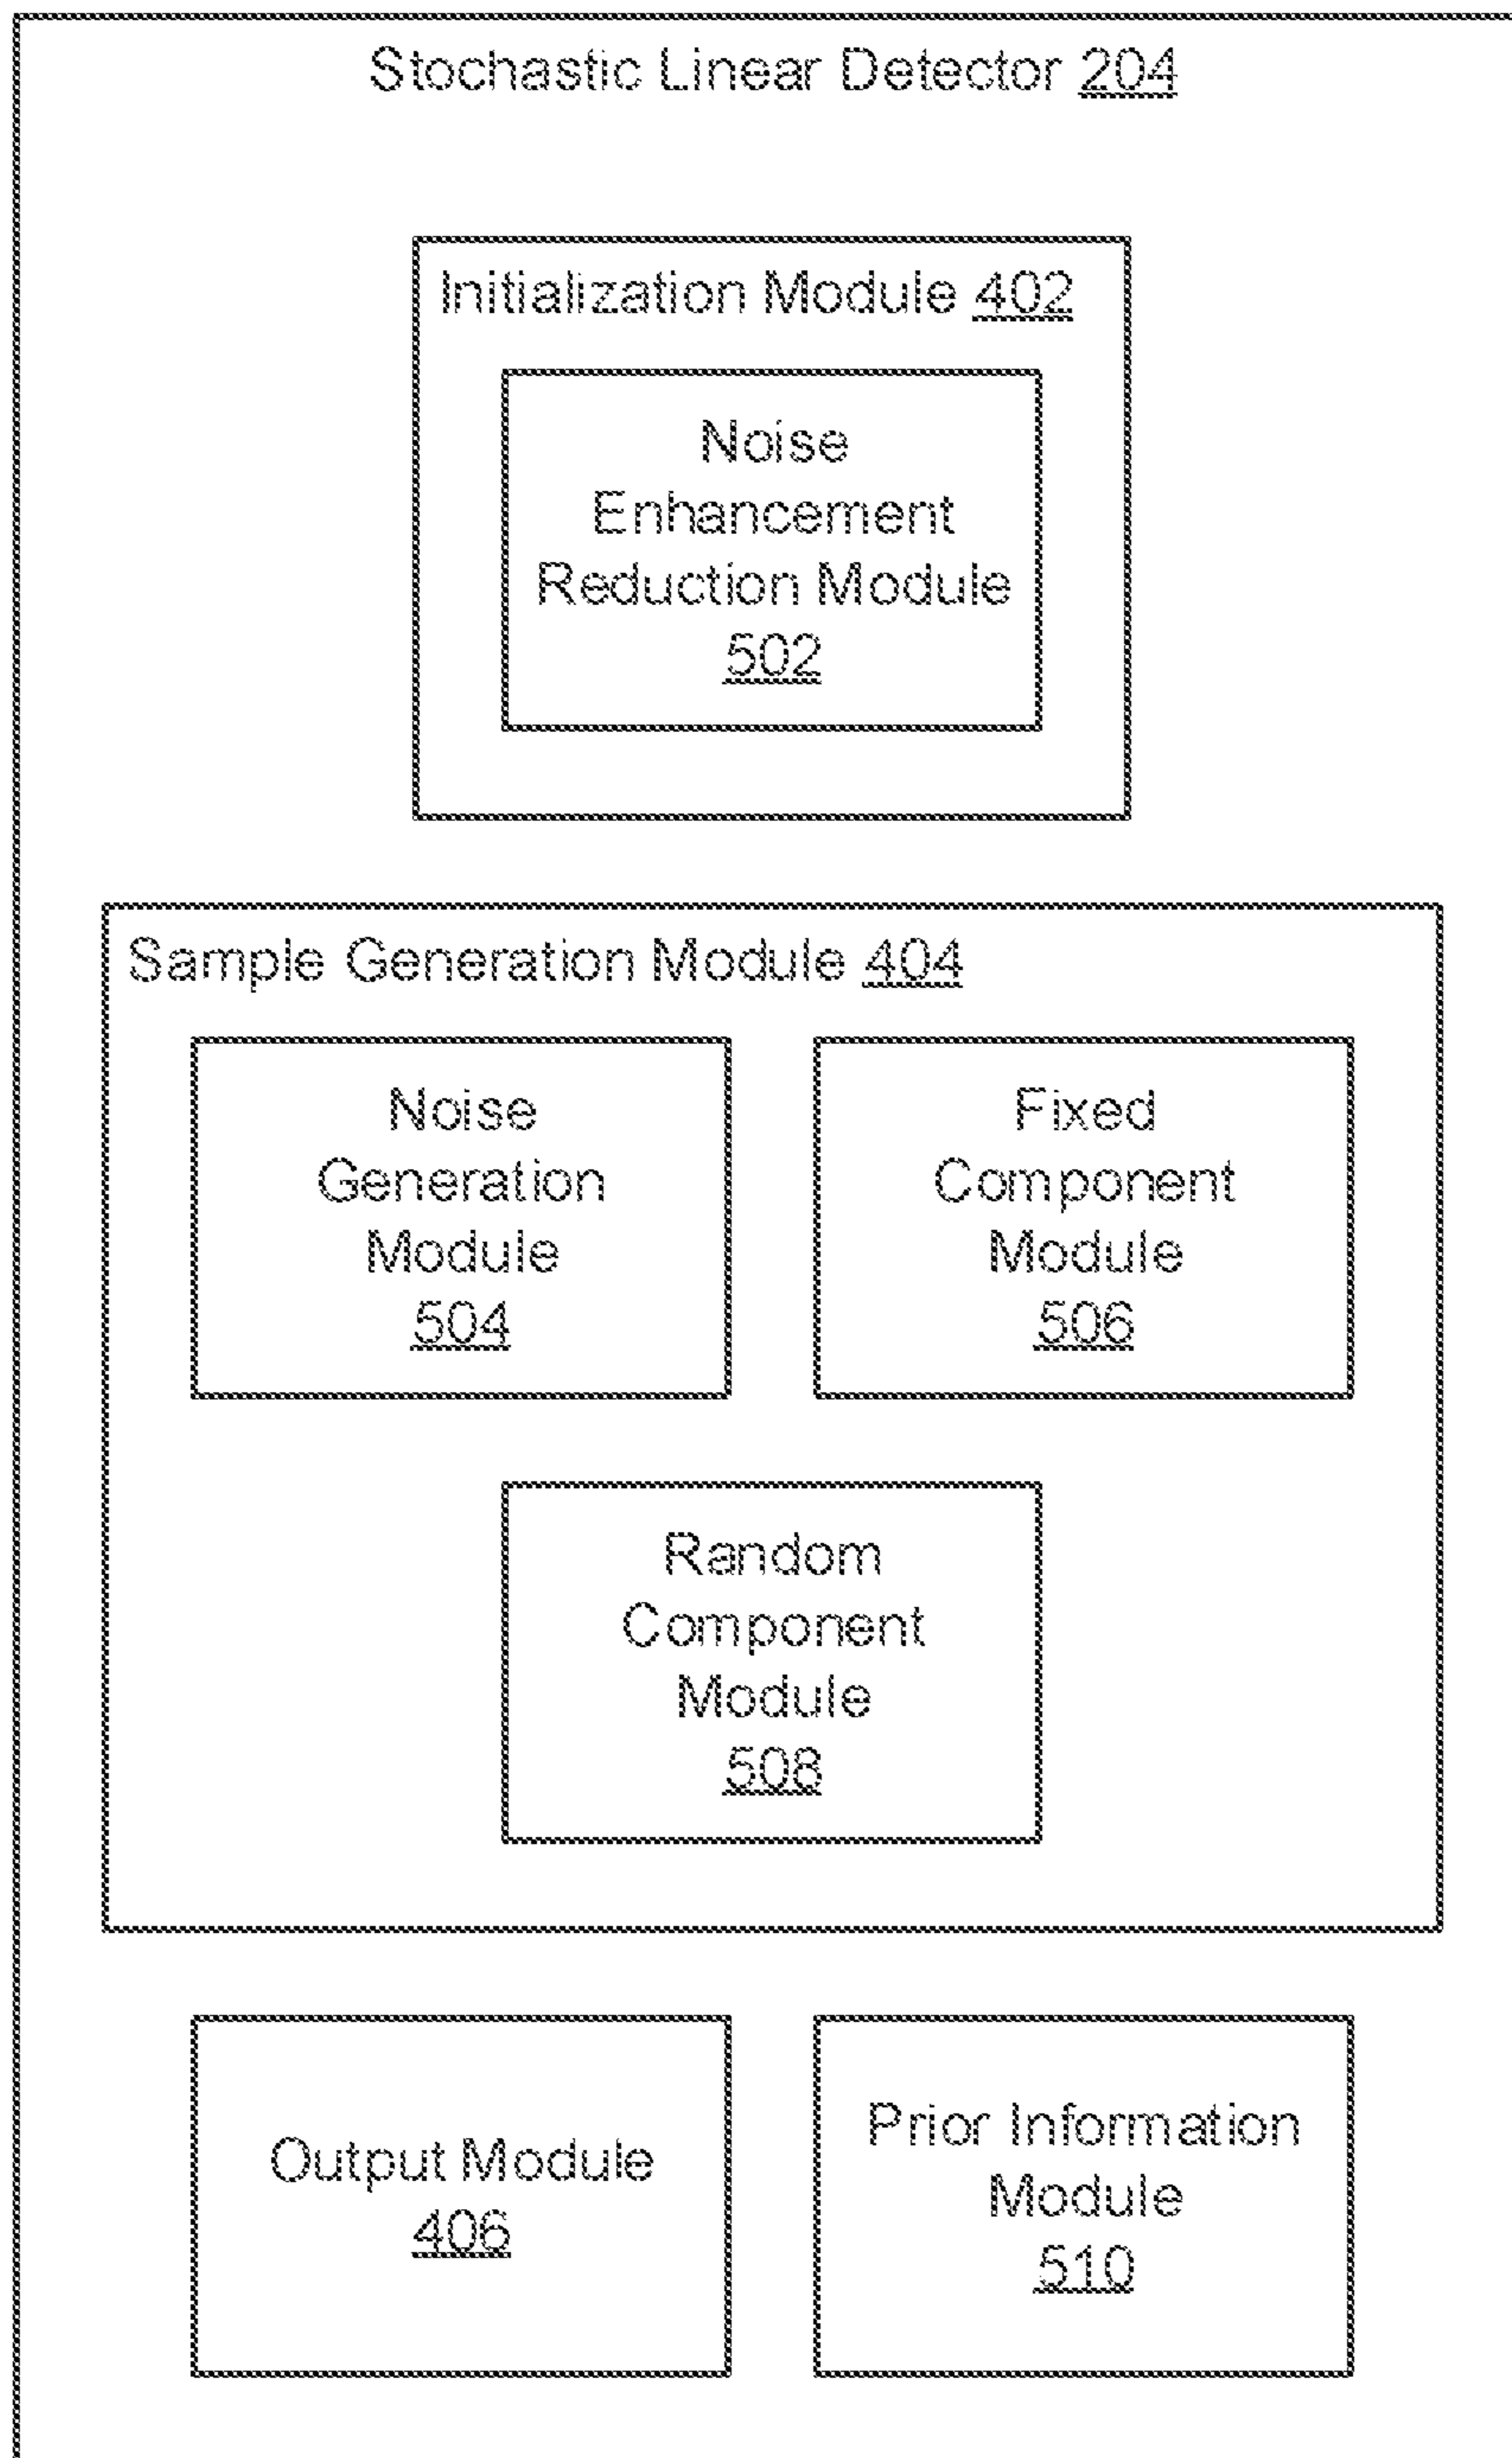 Stochastic Linear Detector 204
Initialization Module 402
Noise
Enhancement
Reduction Module
502
Sample Generation Module 404
Noise
Generation
Module
504
Fixed
Component
Module
506
Random
Component
Module
508
Output Module
406
Prior Information
Module
510